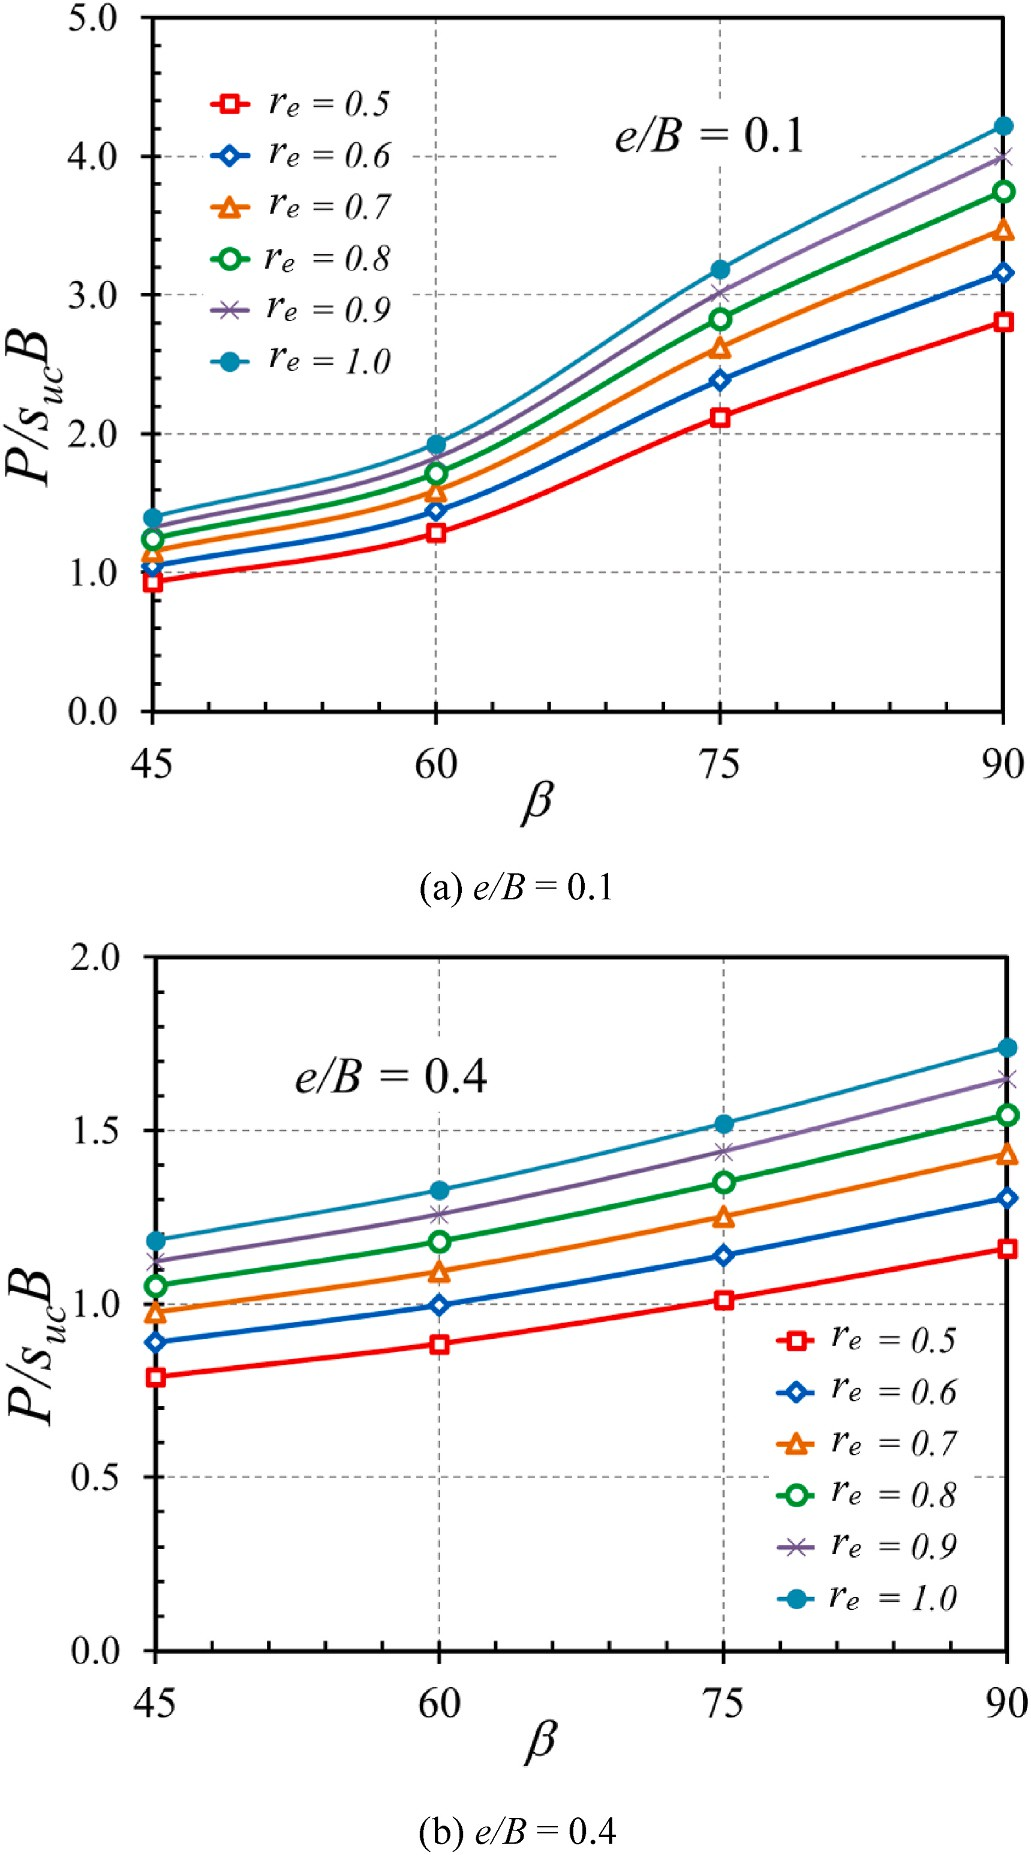 5.0
4.0
3.0
2.0
1.0
0.0
P/s_uc B
r_e = 0.5
r_e = 0.6
r_e = 0.7
r_e = 0.8
r_e = 0.9
r_e = 1.0
e/B = 0.1
45 60 75 90
β
(a) e/B = 0.1
2.0
1.5
1.0
0.5
0.0
P/s_uc B
e/B = 0.4
r_e = 0.5
r_e = 0.6
r_e = 0.7
r_e = 0.8
r_e = 0.9
r_e = 1.0
45 60 75 90
β
(b) e/B = 0.4